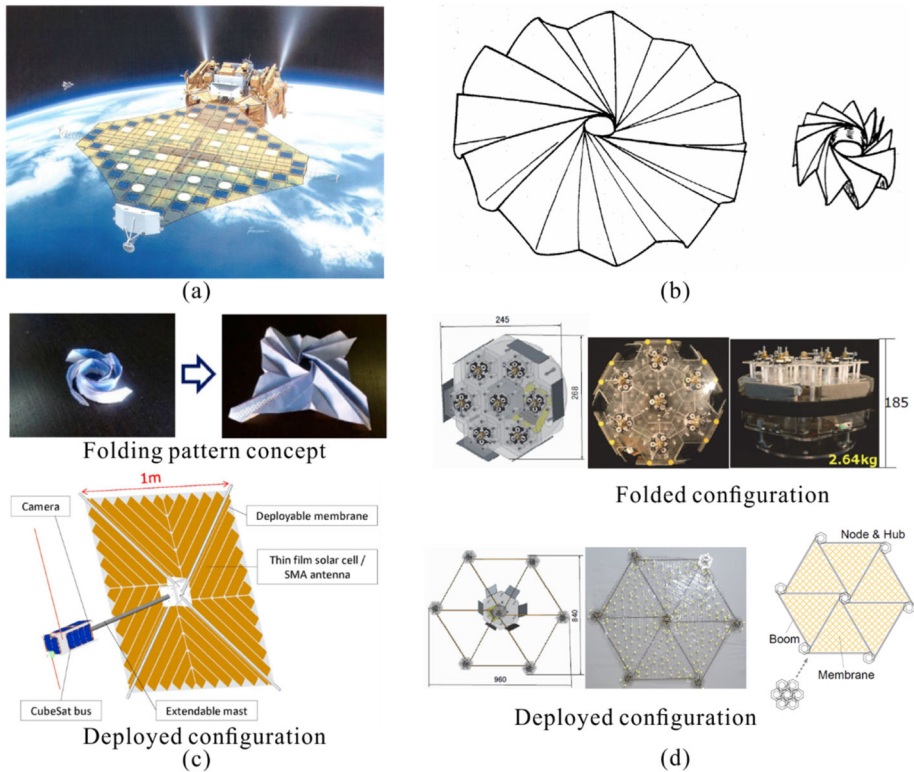 (a)
(b)
Folding pattern concept
1m
Camera
Deployable membrane
Thin film solar cell /
SMA antenna
CubeSat bus
Extendable mast
Deployed configuration
(c)
245
268
185
2.64kg
Folded configuration
840
960
Node & Hub
Boom
Membrane
Deployed configuration
(d)